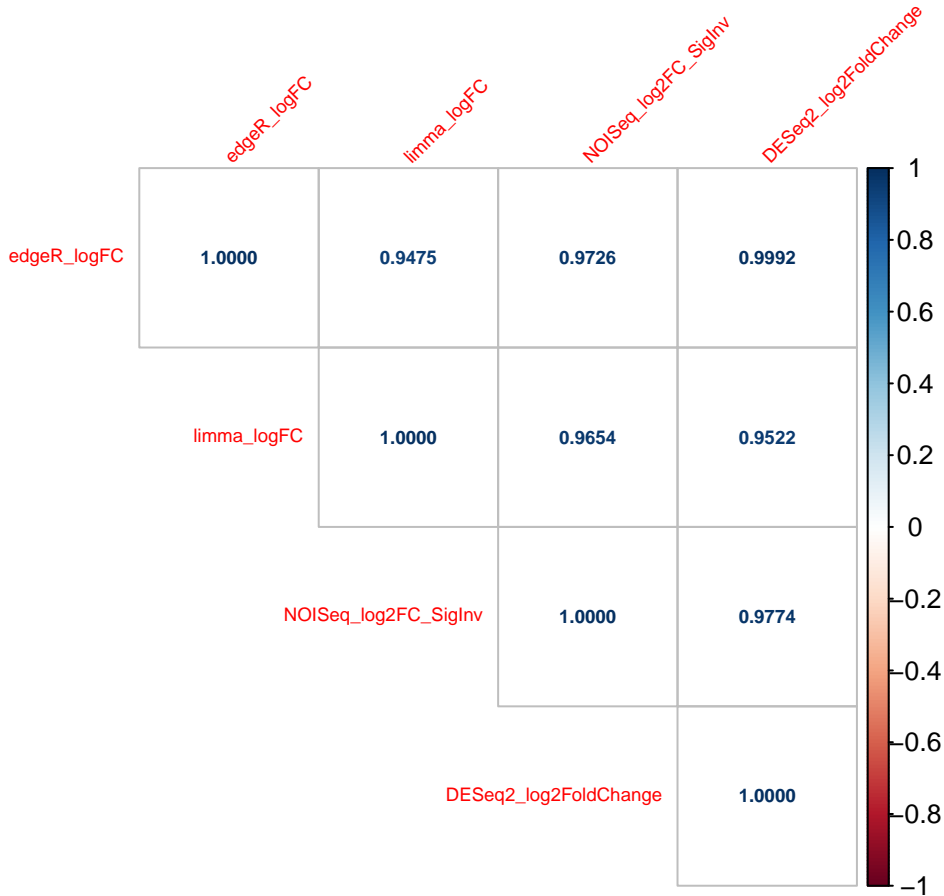 edgeR_logFC
limma_logFC
NOISeq_log2FC_SigInv
DESeq2_log2FoldChange
edgeR_logFC 1.0000 0.9475 0.9726 0.9992
limma_logFC 1.0000 0.9654 0.9522
NOISeq_log2FC_SigInv 1.0000 0.9774
DESeq2_log2FoldChange 1.0000
1
0.8
0.6
0.4
0.2
0
−0.2
−0.4
−0.6
−0.8
−1